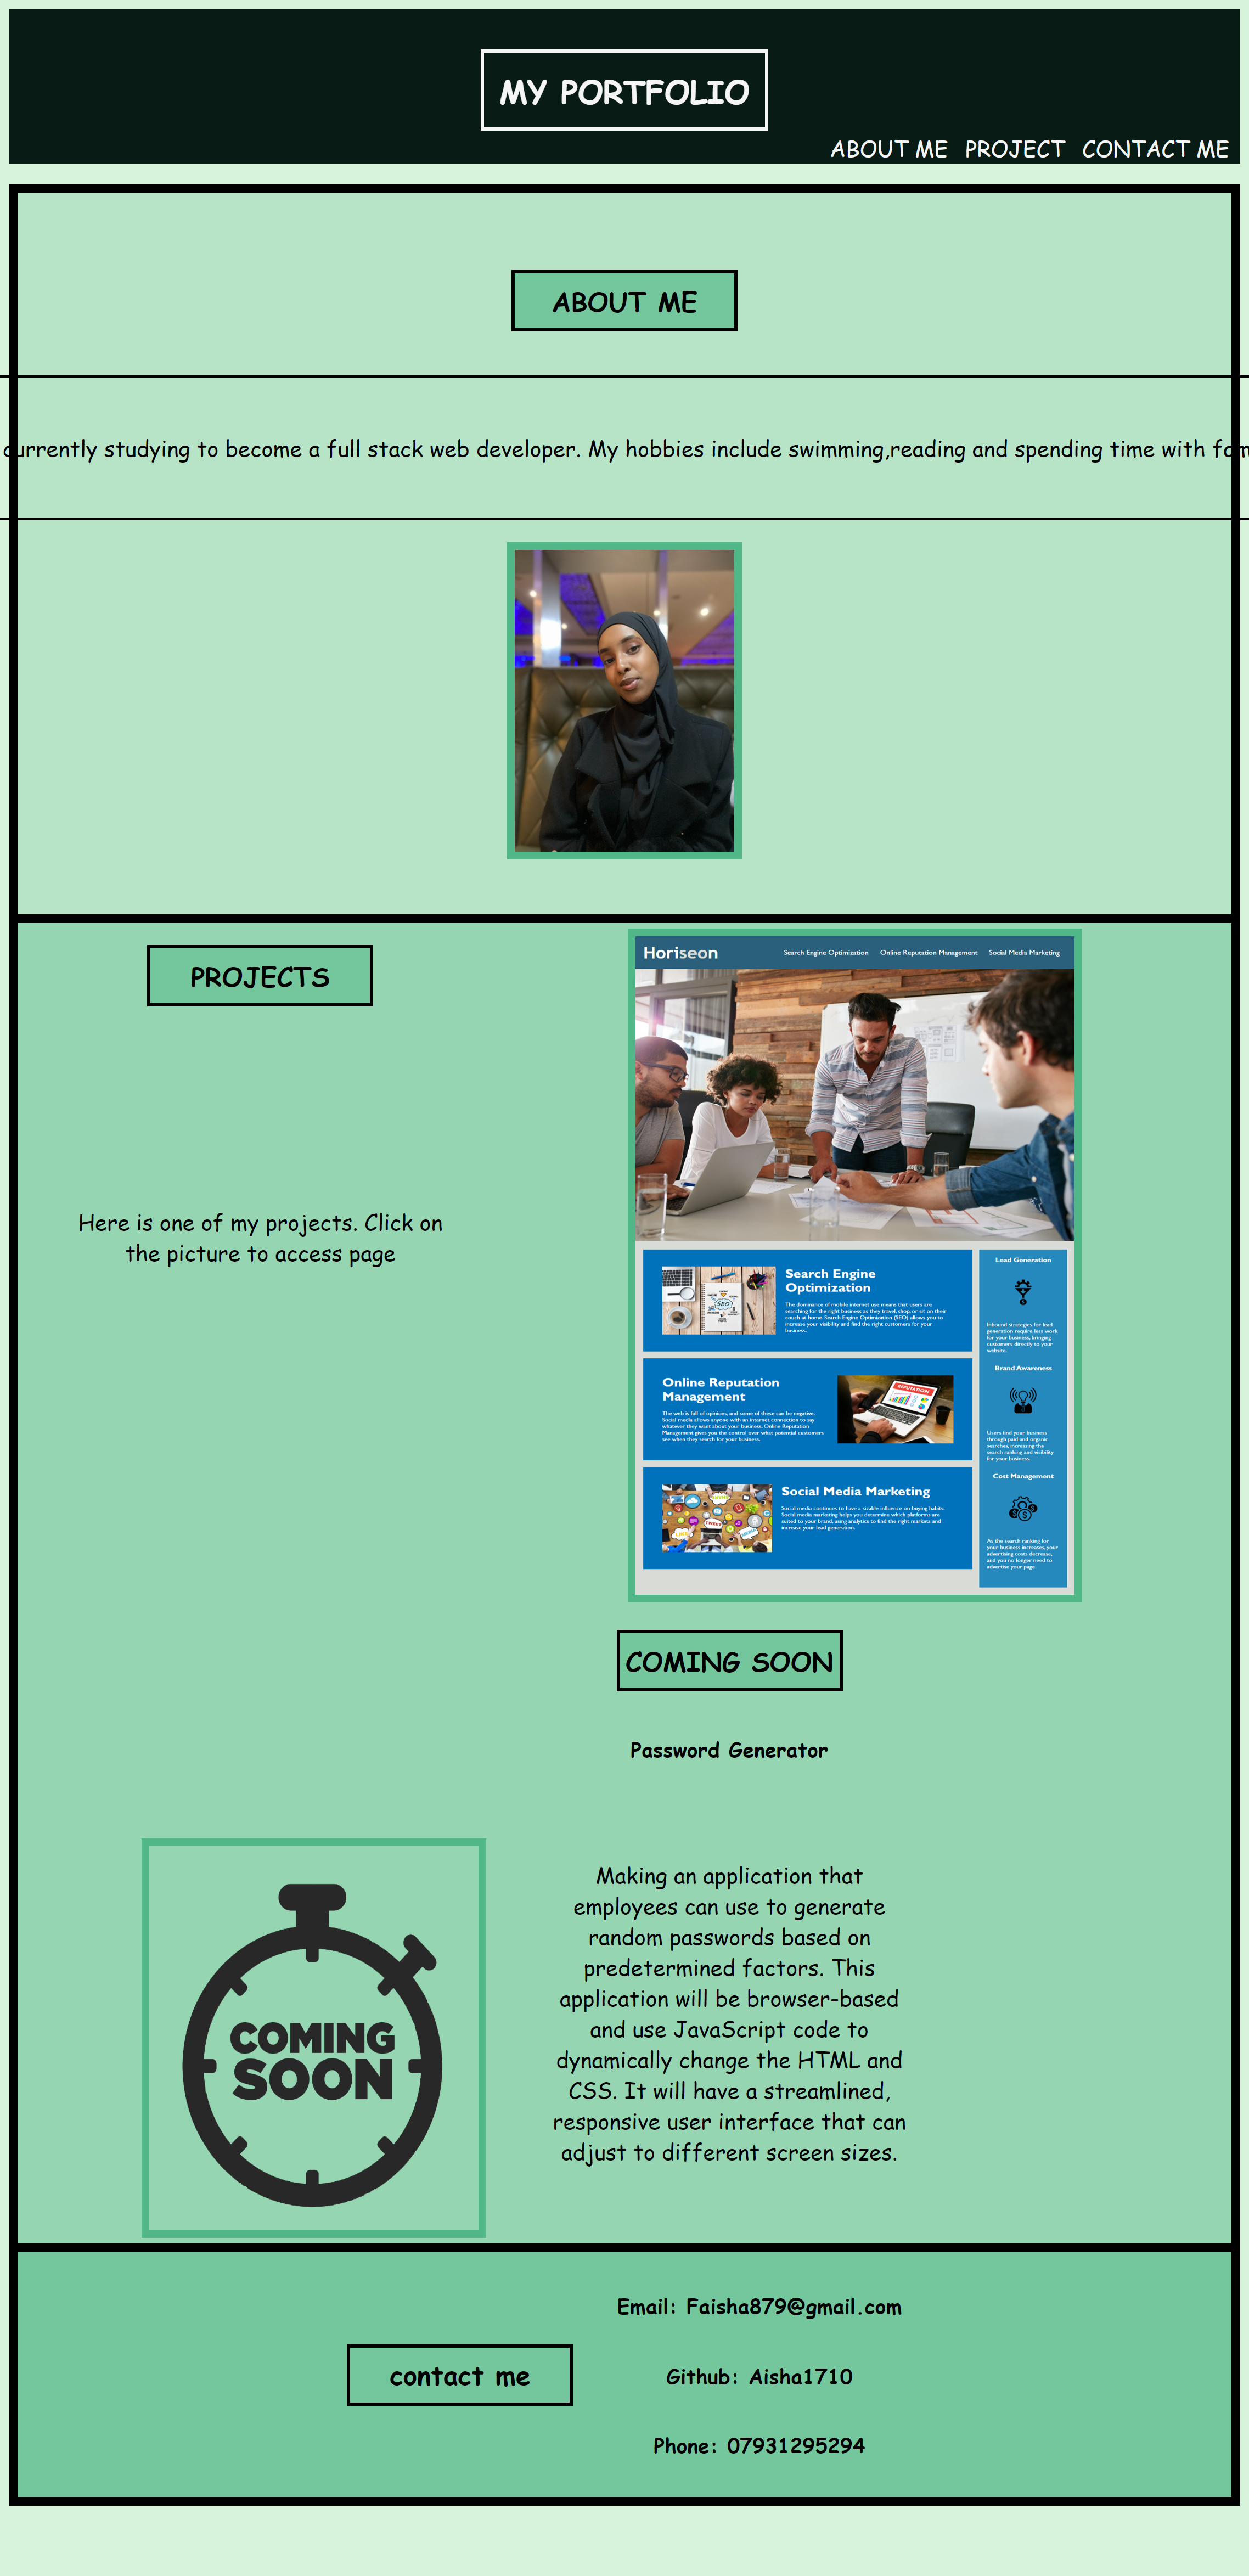 MY PORTFOLIO
ABOUT ME PROJECT CONTACT ME
ABOUT ME
currently studying to become a full stack web developer. My hobbies include swimming,reading and spending time with fam
PROJECTS
Here is one of my projects. Click on
the picture to access page
Horiseon
Search Engine Optimization Online Reputation Management Social Media Marketing
SEO
Search Engine
Optimization
The dominance of mobile internet use means that users are
searching for the right business as they travel, shop, or sit on their
couch at home. Search Engine Optimization (SEO) allows you to
increase your visibility and find the right customers for your
business.
Online Reputation
Management
The web is full of opinions, and some of these can be negative.
Social media allows anyone with an internet connection to say
whatever they want about your business. Online Reputation
Management gives you the control over what potential customers
see when they search for your business.
REPUTATION
TWEET
Social Media Marketing
Social media continues to have a sizable influence on buying habits.
Social media marketing helps you determine which platforms are
suited to your brand, using analytics to find the right markets and
increase your lead generation.
Lead Generation
Inbound strategies for lead
generation require less work
for your business, bringing
customers directly to your
website.
Brand Awareness
Users find your business
through paid and organic
searches, increasing the
search ranking and visibility
for your business.
Cost Management
As the search ranking for
your business increases, your
advertising costs decrease,
and you no longer need to
advertise your page.
COMING SOON
Password Generator
COMING
SOON
Making an application that
employees can use to generate
random passwords based on
predetermined factors. This
application will be browser-based
and use JavaScript code to
dynamically change the HTML and
CSS. It will have a streamlined,
responsive user interface that can
adjust to different screen sizes.
contact me
Email: Faisha879@gmail.com
Github: Aisha1710
Phone: 07931295294